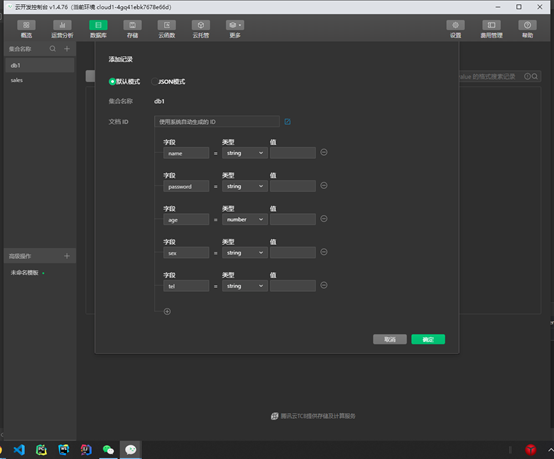 云开发控制台 v1.4.76 (当前环境 cloud1-4gq41ebk7678e66d)
概览 运营分析 数据库 存储 云函数 云托管 更多 设置 费用管理 帮助
集合名称
db1
sales
高级操作
未命名模板
添加记录
默认模式 JSON模式
集合名称 db1
文档 ID 使用系统自动生成的 ID
字段 类型 值
name = string
字段 类型 值
password = string
字段 类型 值
age = number
字段 类型 值
sex = string
字段 类型 值
tel = string
取消 确定
value 的模式搜索记录
腾讯云TCB提供存储及计算服务